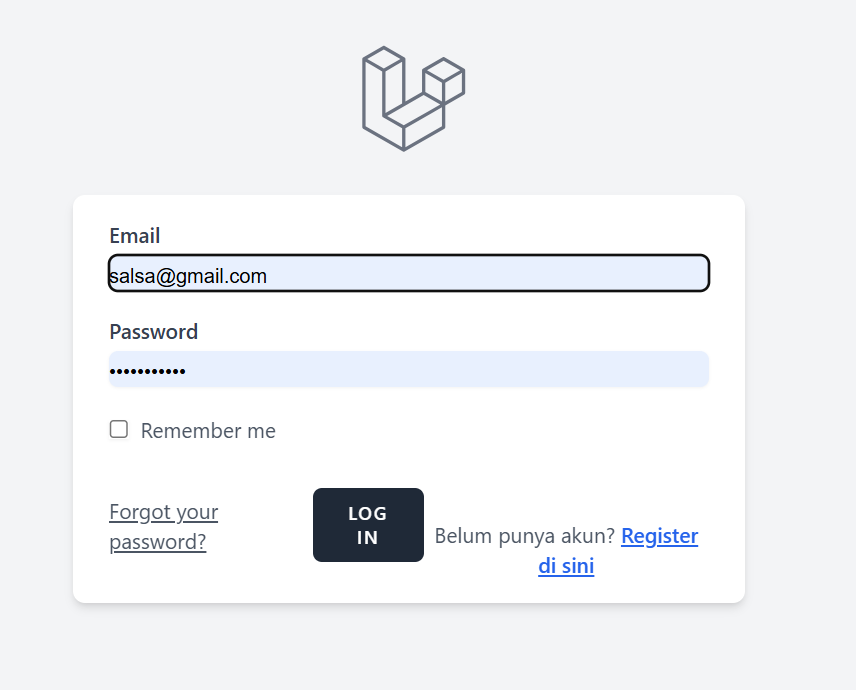 Email
salsa@gmail.com
Password
•••••••••••
Remember me
Forgot your
password?
LOG
IN
Belum punya akun? Register
di sini